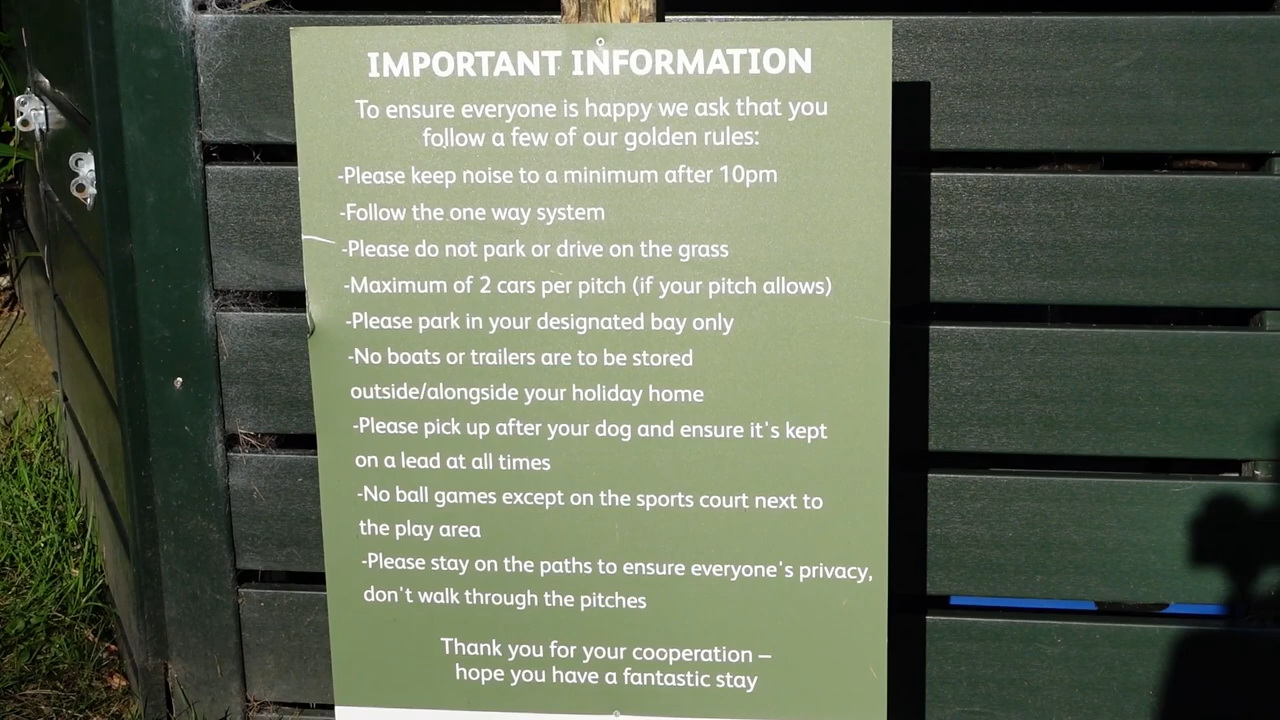 IMPORTANT INFORMATION
To ensure everyone is happy we ask that you
follow a few of our golden rules:
-Please keep noise to a minimum after 10pm
-Follow the one way system
-Please do not park or drive on the grass
-Maximum of 2 cars per pitch (if your pitch allows)
-Please park in your designated bay only
-No boats or trailers are to be stored
outside/alongside your holiday home
-Please pick up after your dog and ensure it's kept
on a lead at all times
-No ball games except on the sports court next to
the play area
-Please stay on the paths to ensure everyone's privacy,
don't walk through the pitches
Thank you for your cooperation –
hope you have a fantastic stay